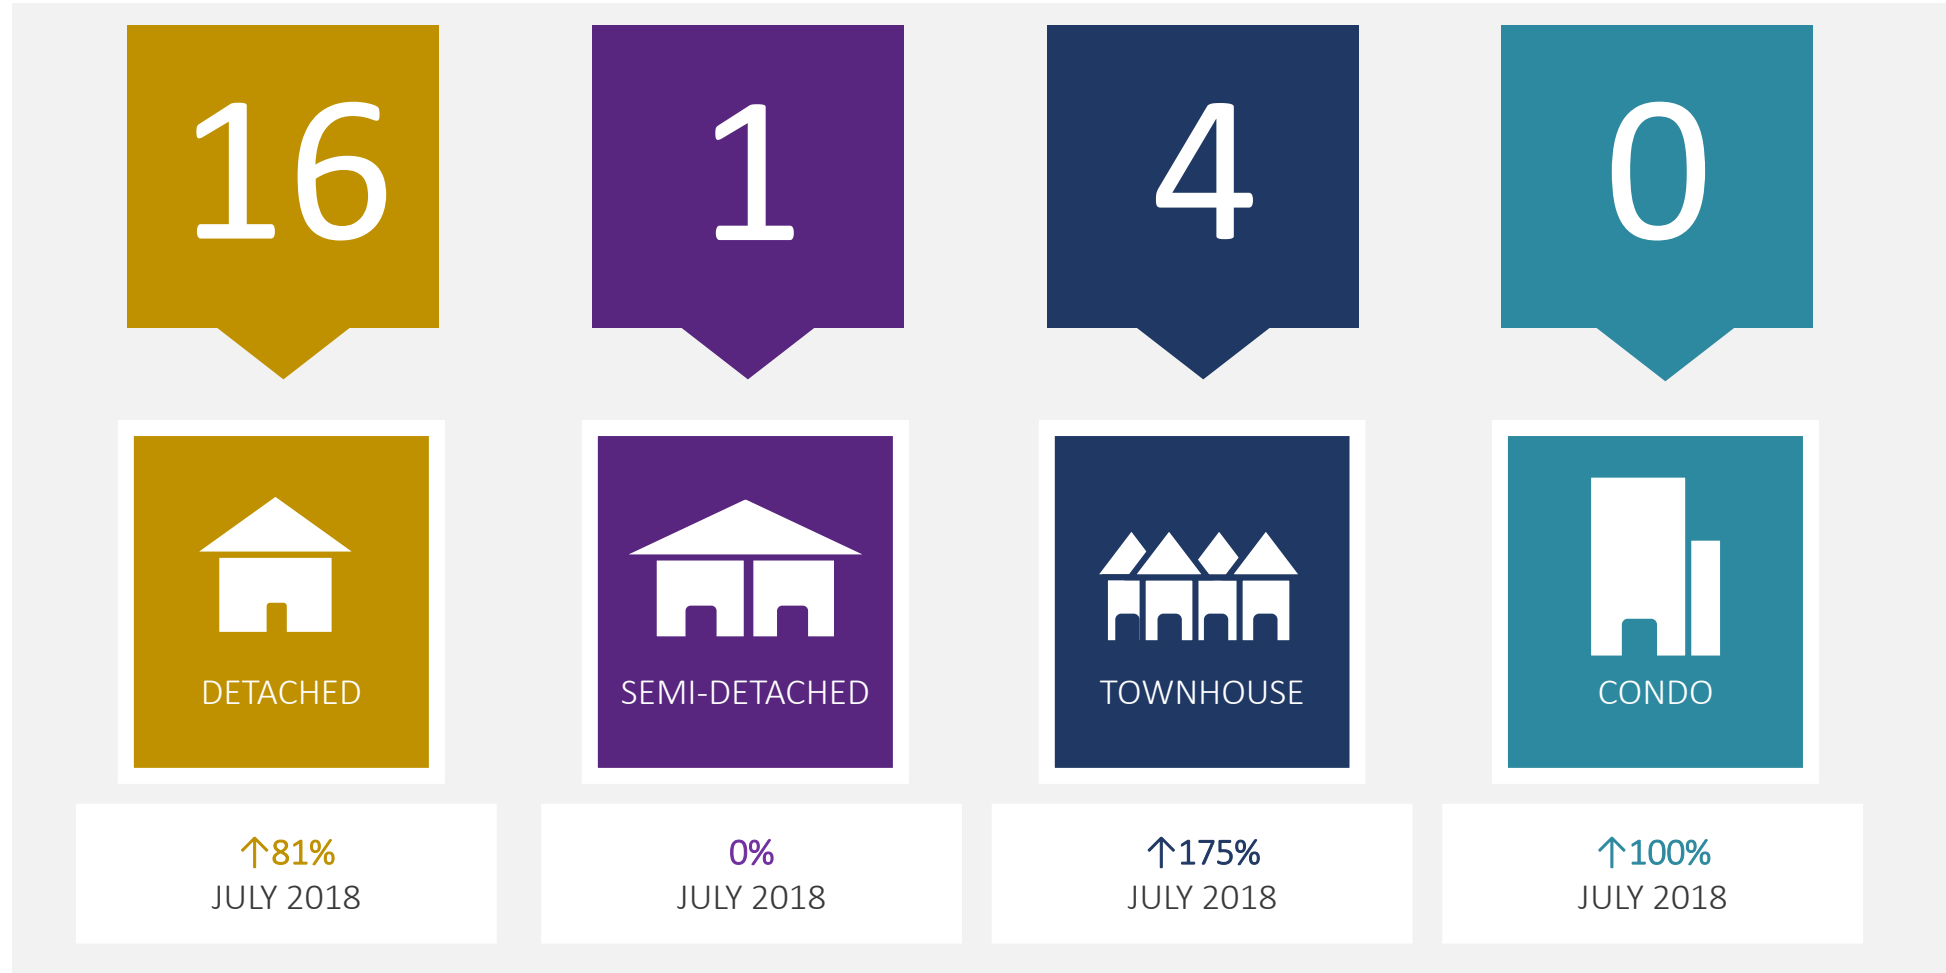 16
1
4
0
DETACHED
SEMI-DETACHED
TOWNHOUSE
CONDO
↑81%
JULY 2018
0%
JULY 2018
↑175%
JULY 2018
↑100%
JULY 2018